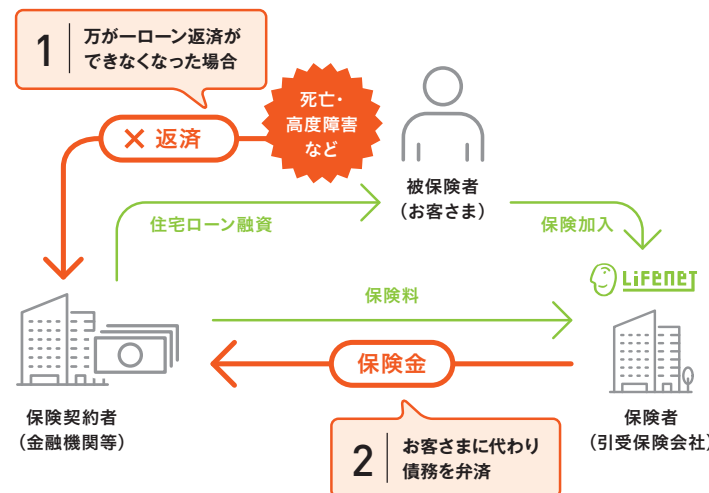 1
万が一ローン返済が
できなくなった場合
死亡・
高度障害
など
× 返済
被保険者
（お客さま）
住宅ローン融資
保険加入
LIFENET
保険料
保険金
保険契約者
（金融機関等）
保険者
（引受保険会社）
2
お客さまに代わり
債務を弁済